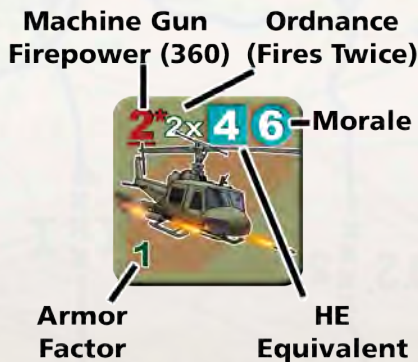 Machine Gun
Firepower (360)
Ordnance
(Fires Twice)
2* 2x 4 6
Morale
1
Armor
Factor
HE
Equivalent